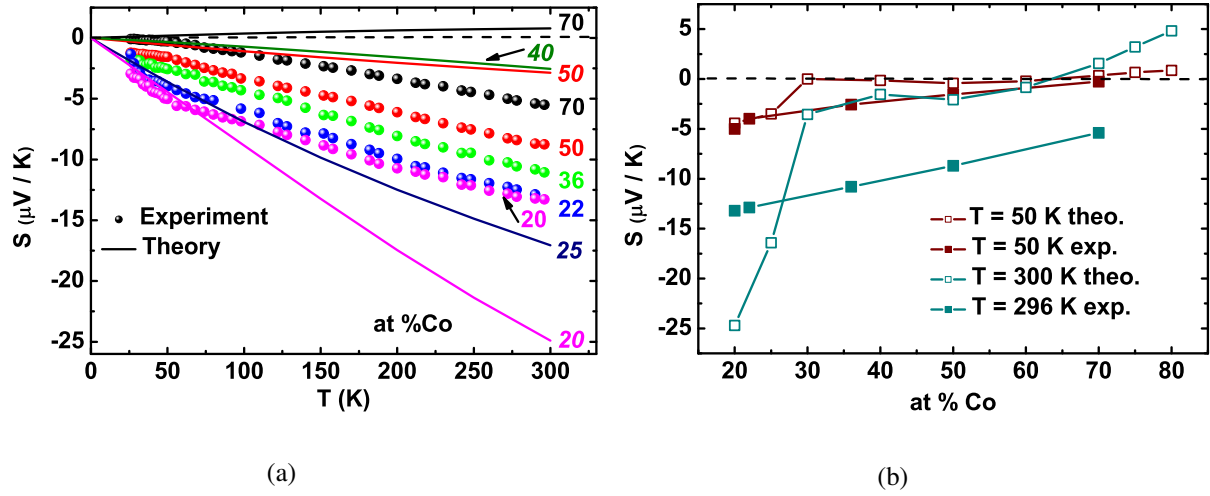 70
0
40
50
-5
70
50
-10
36
22
Experiment
20
-15
Theory
25
-20
at %Co
20
-25
0 50 100 150 200 250 300
T (K)
S (μV / K)
(a)
5
0
-5
-10
-15
-20
-25
S (μV / K)
T = 50 K theo.
T = 50 K exp.
T = 300 K theo.
T = 296 K exp.
20 30 40 50 60 70 80
at % Co
(b)